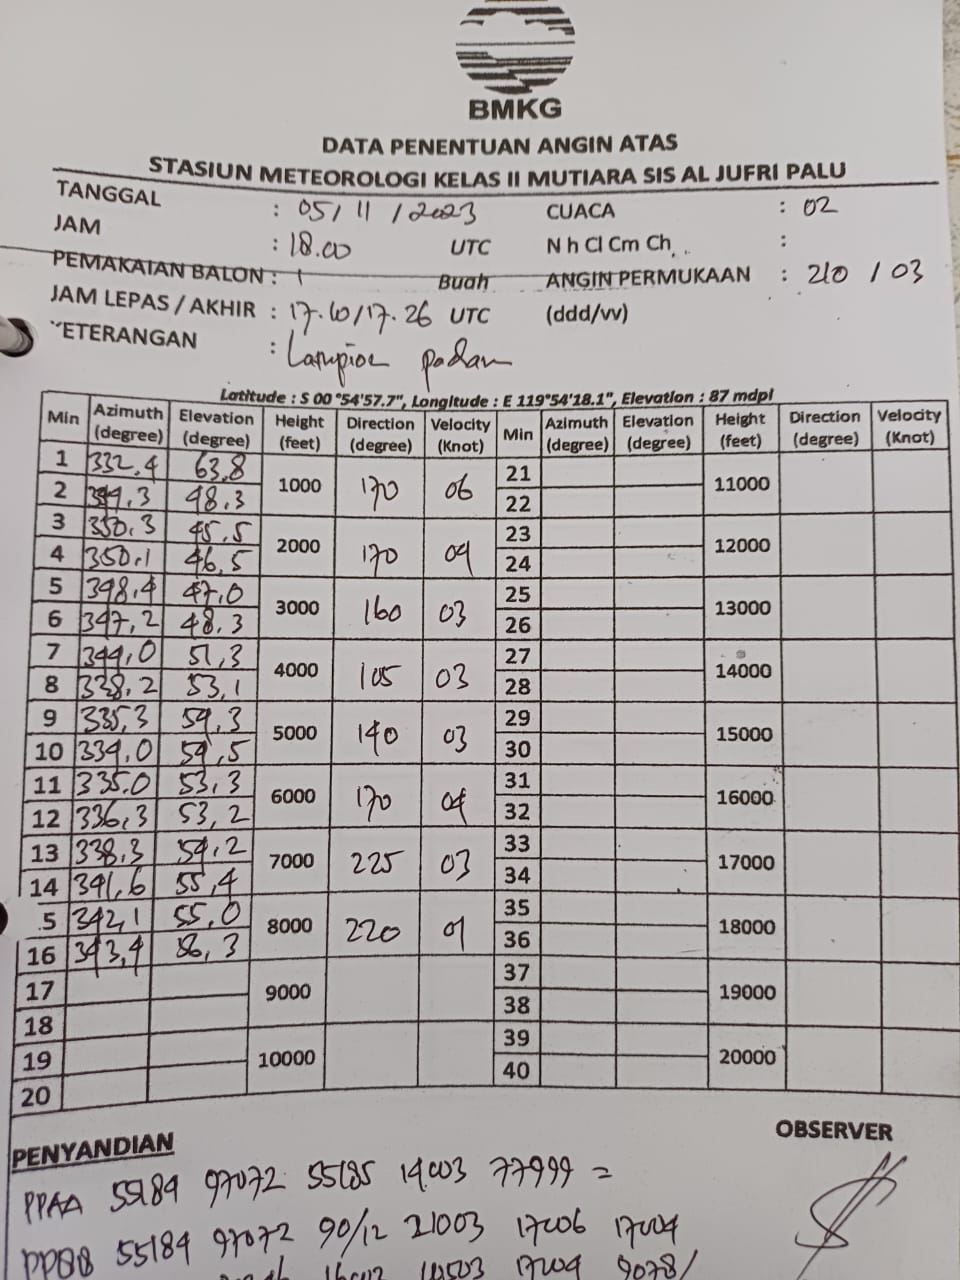 BMKG
DATA PENENTUAN ANGIN ATAS
STASIUN METEOROLOGI KELAS II MUTIARA SIS AL JUFRI PALU
TANGGAL : 05/11/2023 CUACA : 02
JAM : 18.00 UTC N h Cl Cm Ch :
PEMAKAIAN BALON : 1 Buah ANGIN PERMUKAAN : 210 / 03
JAM LEPAS / AKHIR : 17.10/17.26 UTC (ddd/vv)
KETERANGAN : Lampion padam
Latitude : S 00°54'57.7", Longitude : E 119°54'18.1", Elevation : 87 mdpl
Min Azimuth (degree) Elevation (degree) Height (feet) Direction (degree) Velocity (Knot) Min Azimuth (degree) Elevation (degree) Height (feet) Direction (degree) Velocity (Knot)
1 332,4 63,8 1000 170 06 21 11000
2 344,3 48,3 22
3 350,3 45,5 2000 170 04 23 12000
4 350,1 46,5 24
5 348,4 47,0 3000 160 03 25 13000
6 347,2 48,3 26
7 344,0 51,3 4000 105 03 27 14000
8 338,2 53,1 28
9 335,3 54,3 5000 140 03 29 15000
10 334,0 54,5 30
11 335.0 53,3 6000 170 04 31 16000
12 336,3 53,2 32
13 338,3 54,2 7000 225 03 33 17000
14 341,6 55,4 34
5 342,1 55,0 8000 220 01 35 18000
16 343,4 56,3 36
17 9000 37 19000
18 38
19 10000 39 20000
20 40
PENYANDIAN OBSERVER
PPAA 55184 97072 55185 14003 77999 =
PPBB 55184 97072 90/12 21003 17006 17004
16003 10503 17004 9078/